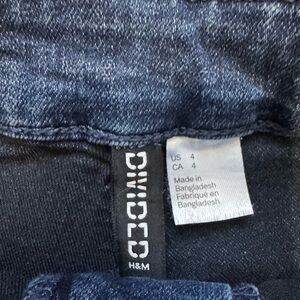 DIVIDED
H&M
US 4
CA 4
Made in
Bangladesh
Fabriqué en
Bangladesh